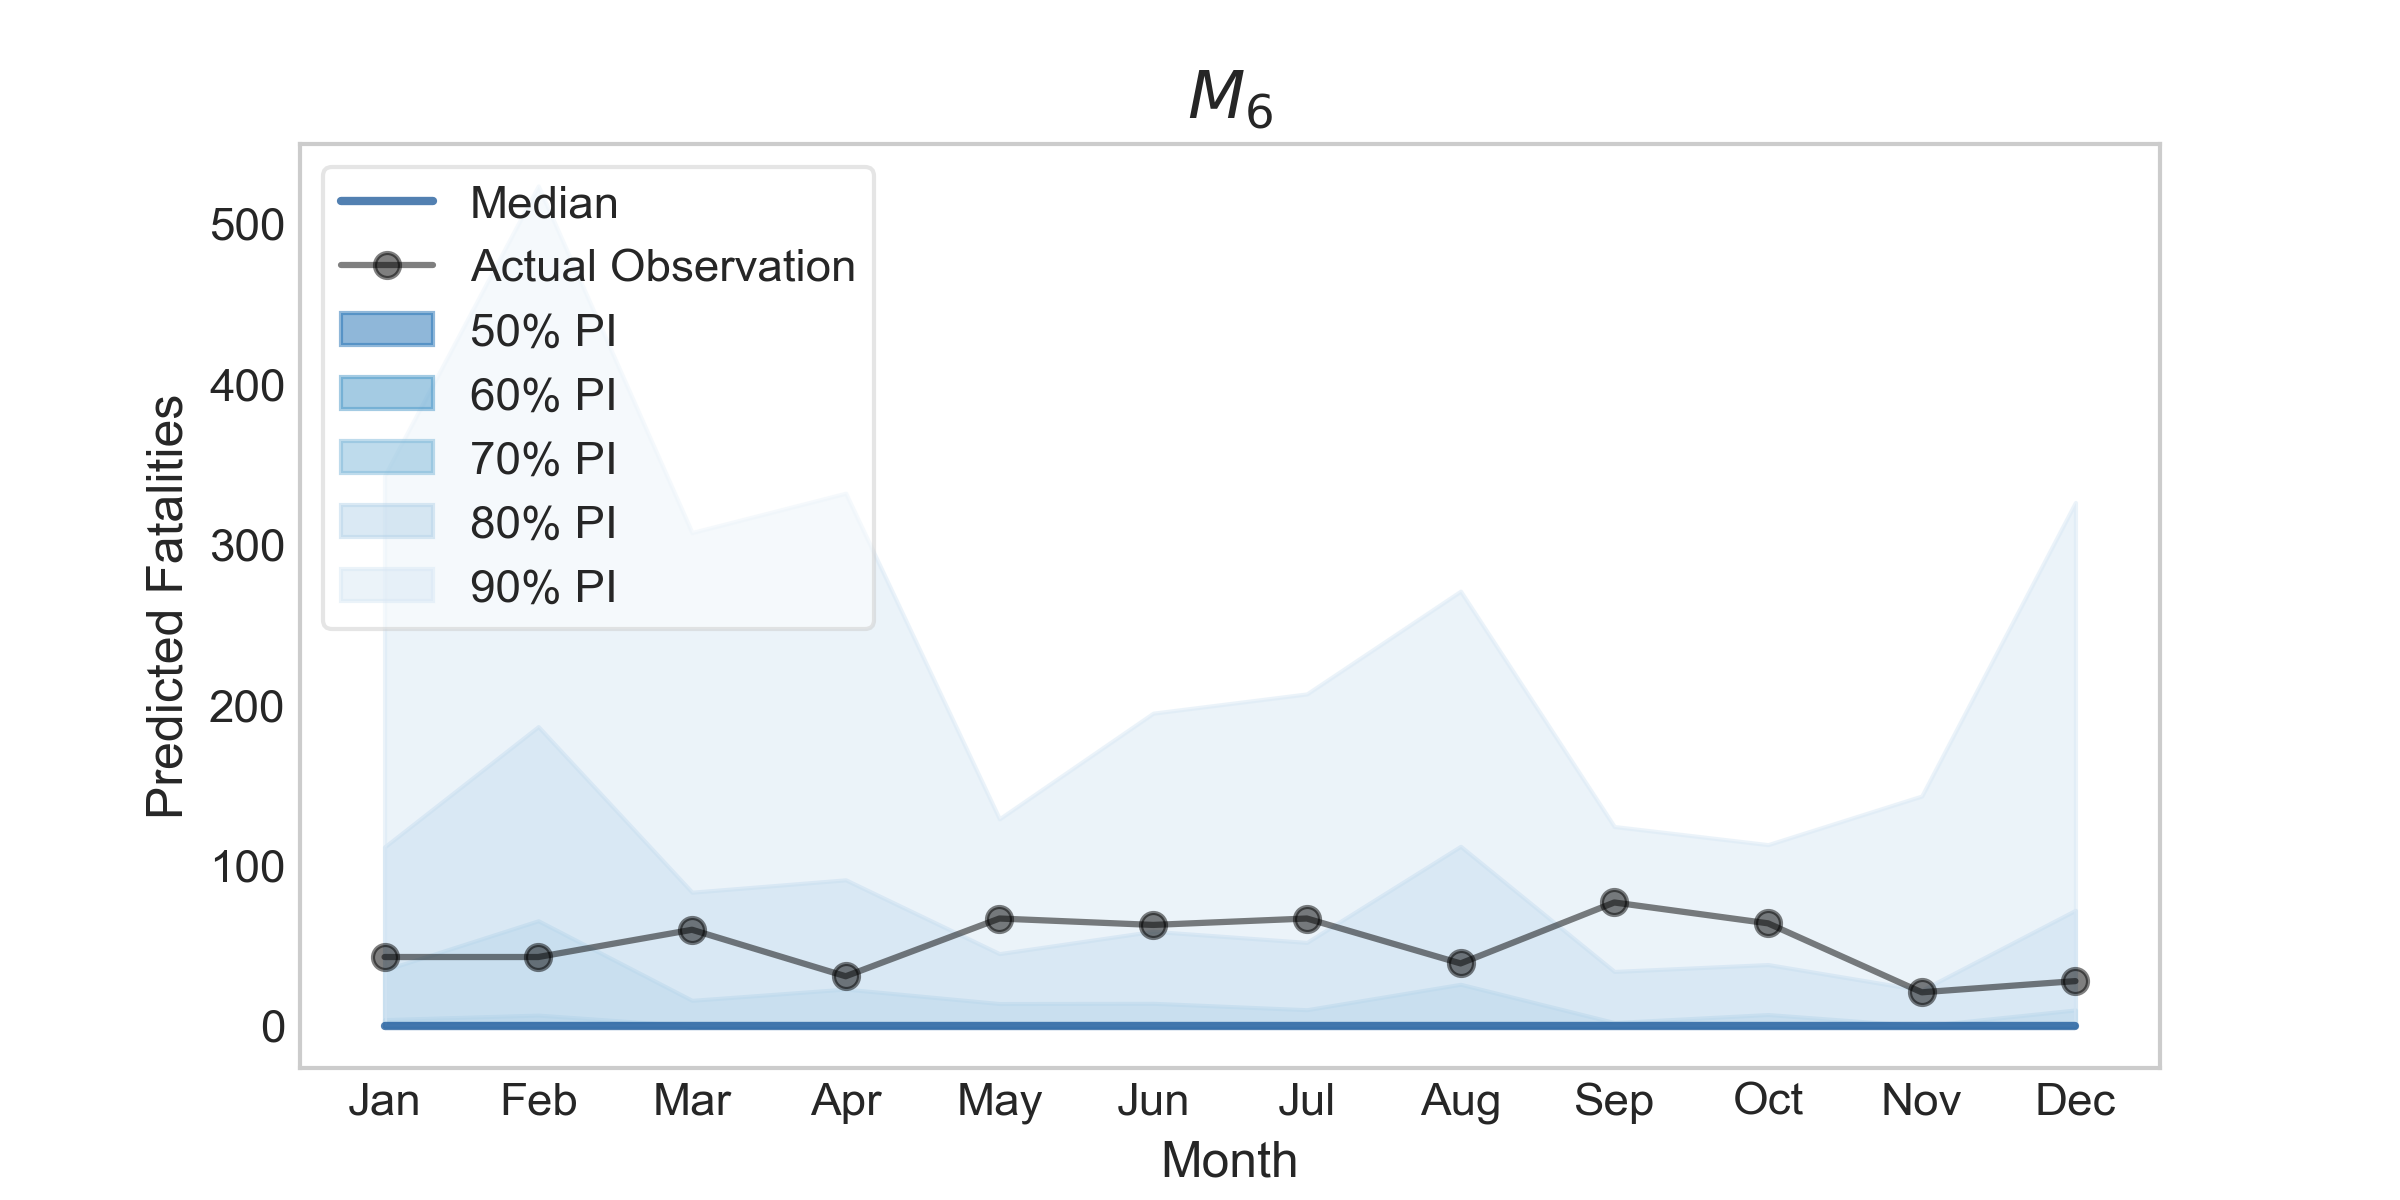 M6
Predicted Fatalities
500
400
300
200
100
0
Median
Actual Observation
50% PI
60% PI
70% PI
80% PI
90% PI
Jan Feb Mar Apr May Jun Jul Aug Sep Oct Nov Dec
Month